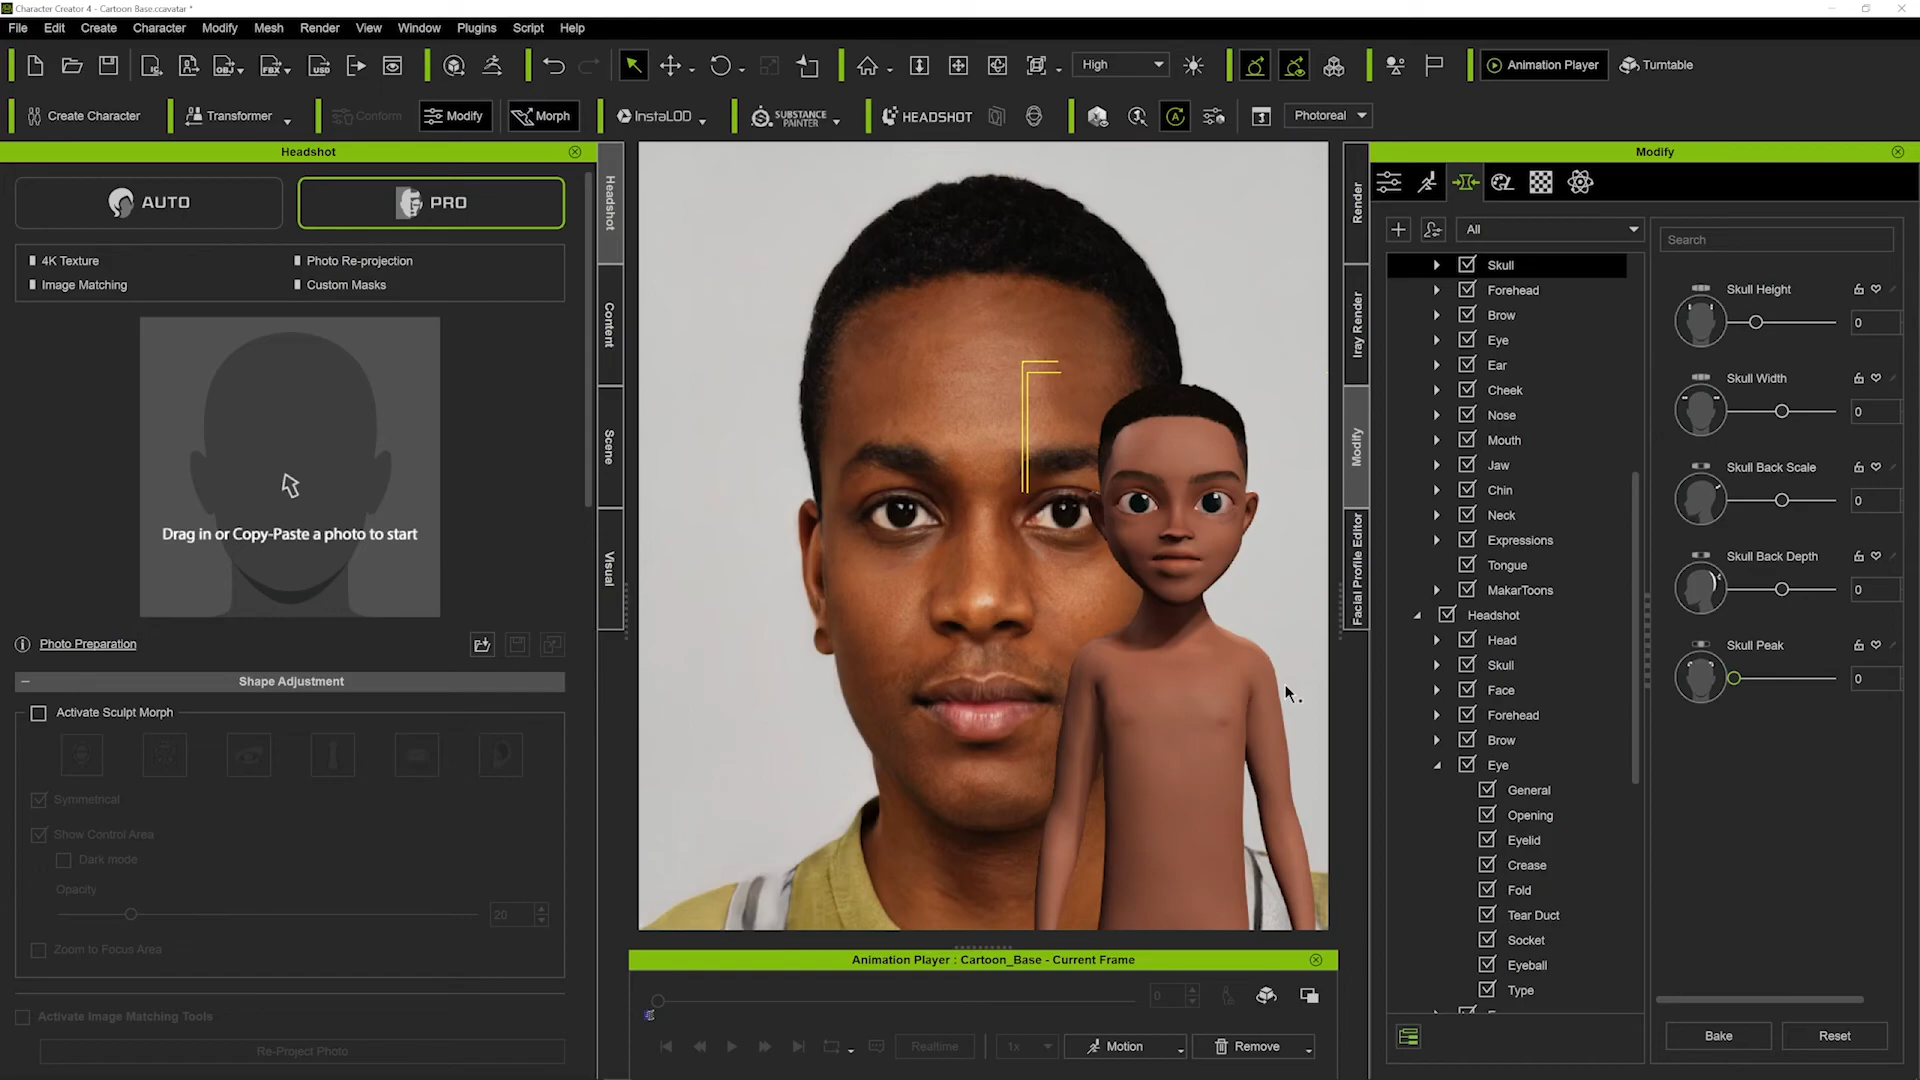 Character Creator 4 - Cartoon Base.ccavatar *
File Edit Create Character Modify Mesh Render Character View Window Plugins Script Help
OBJ FBX USD High Animation Player Turntable
Create Character Transformer Conform Modify Morph InstaLOD SUBSTANCE PAINTER HEADSHOT A Photoreal
Headshot
AUTO PRO
4K Texture Photo Re-projection
Image Matching Custom Masks
Drag in or Copy-Paste a photo to start
Photo Preparation
Shape Adjustment
Activate Sculpt Morph
Symmetrical
Show Control Area
Dark mode
Opacity
20
Zoom to Focus Area
Activate Image Matching Tools
Re-Project Photo
Headshot
Content
Scene
Visual
Animation Player : Cartoon_Base - Current Frame
0
Realtime 1x Motion Remove
Render
Iray Render
Modify
Facial Profile Editor
Modify
All
Skull
Forehead
Brow
Eye
Ear
Cheek
Nose
Mouth
Jaw
Chin
Neck
Expressions
Tongue
MakarToons
Headshot
Head
Skull
Face
Forehead
Brow
Eye
General
Opening
Eyelid
Crease
Fold
Tear Duct
Socket
Eyeball
Type
Search
Skull Height
0
Skull Width
0
Skull Back Scale
0
Skull Back Depth
0
Skull Peak
0
Bake Reset